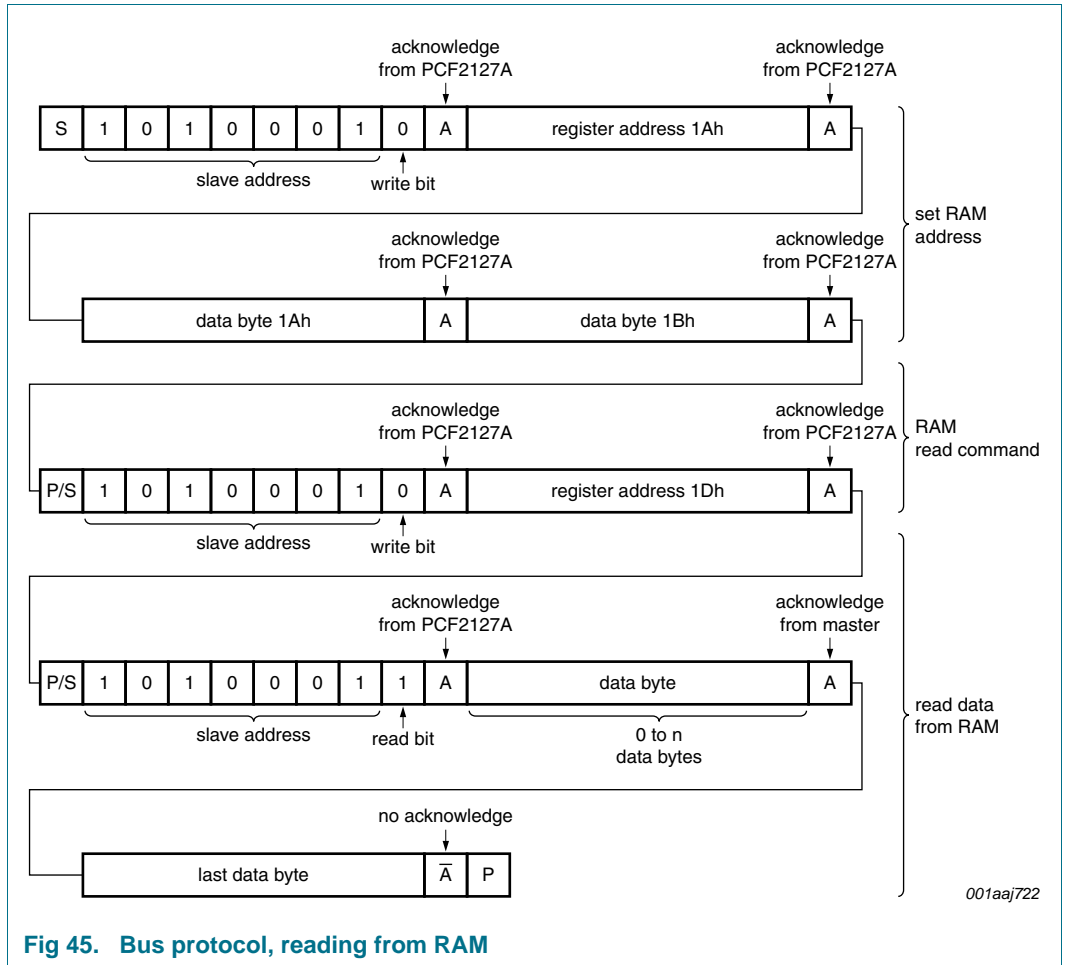 acknowledge
from PCF2127A
acknowledge
from PCF2127A
S 1 0 1 0 0 0 1 0 A register address 1Ah A
slave address
write bit
set RAM
address
acknowledge
from PCF2127A
acknowledge
from PCF2127A
data byte 1Ah A data byte 1Bh A
acknowledge
from PCF2127A
acknowledge
from PCF2127A
RAM
read command
P/S 1 0 1 0 0 0 1 0 A register address 1Dh A
slave address
write bit
acknowledge
from PCF2127A
acknowledge
from master
P/S 1 0 1 0 0 0 1 1 A data byte A
slave address
read bit
0 to n
data bytes
read data
from RAM
no acknowledge
last data byte A̅ P
001aaj722
Fig 45. Bus protocol, reading from RAM